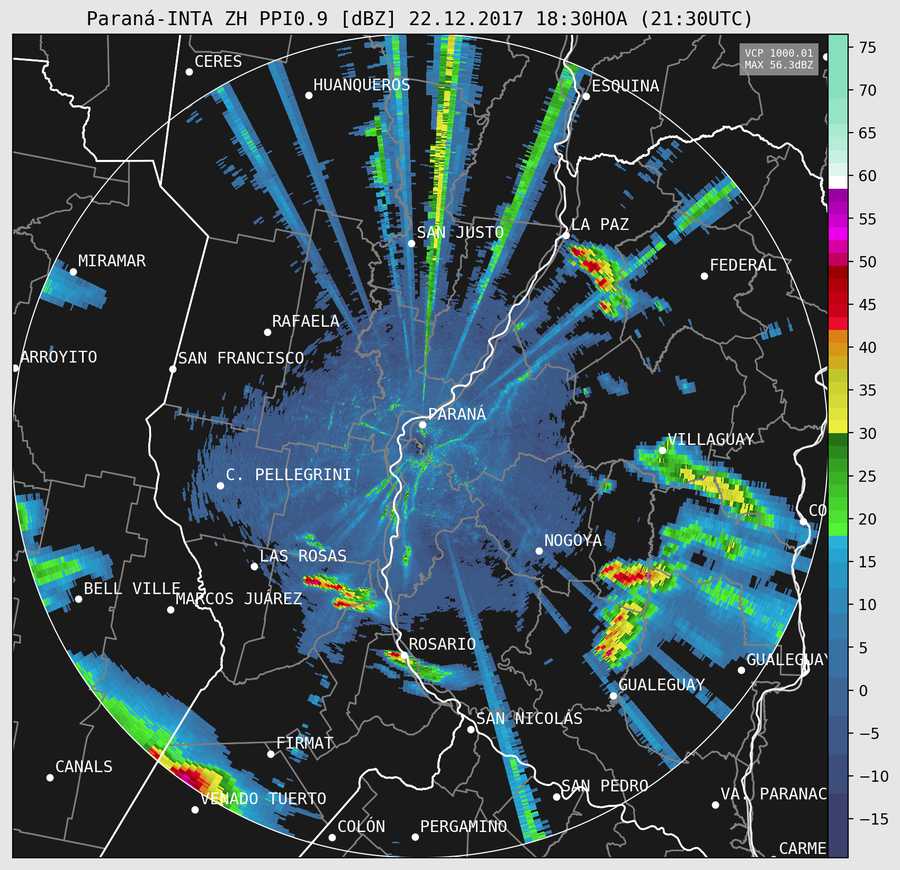 Paraná-INTA ZH PPI0.9 [dBZ] 22.12.2017 18:30HOA (21:30UTC)
VCP 1000.01
MAX 56.3dBZ
CERES
HUANQUEROS
ESQUINA
SAN JUSTO
LA PAZ
MIRAMAR
FEDERAL
RAFAELA
ARROYITO
SAN FRANCISCO
PARANÁ
VILLAGUAY
C. PELLEGRINI
CO
NOGOYA
LAS ROSAS
BELL VILLE
MARCOS JUÁREZ
ROSARIO
GUALEGUAY
GUALEGUAY
SAN NICOLÁS
FIRMAT
CANALS
SAN PEDRO
VENADO TUERTO
VA. PARANAC
COLÓN
PERGAMINO
CARME
75
70
65
60
55
50
45
40
35
30
25
20
15
10
5
0
−5
−10
−15